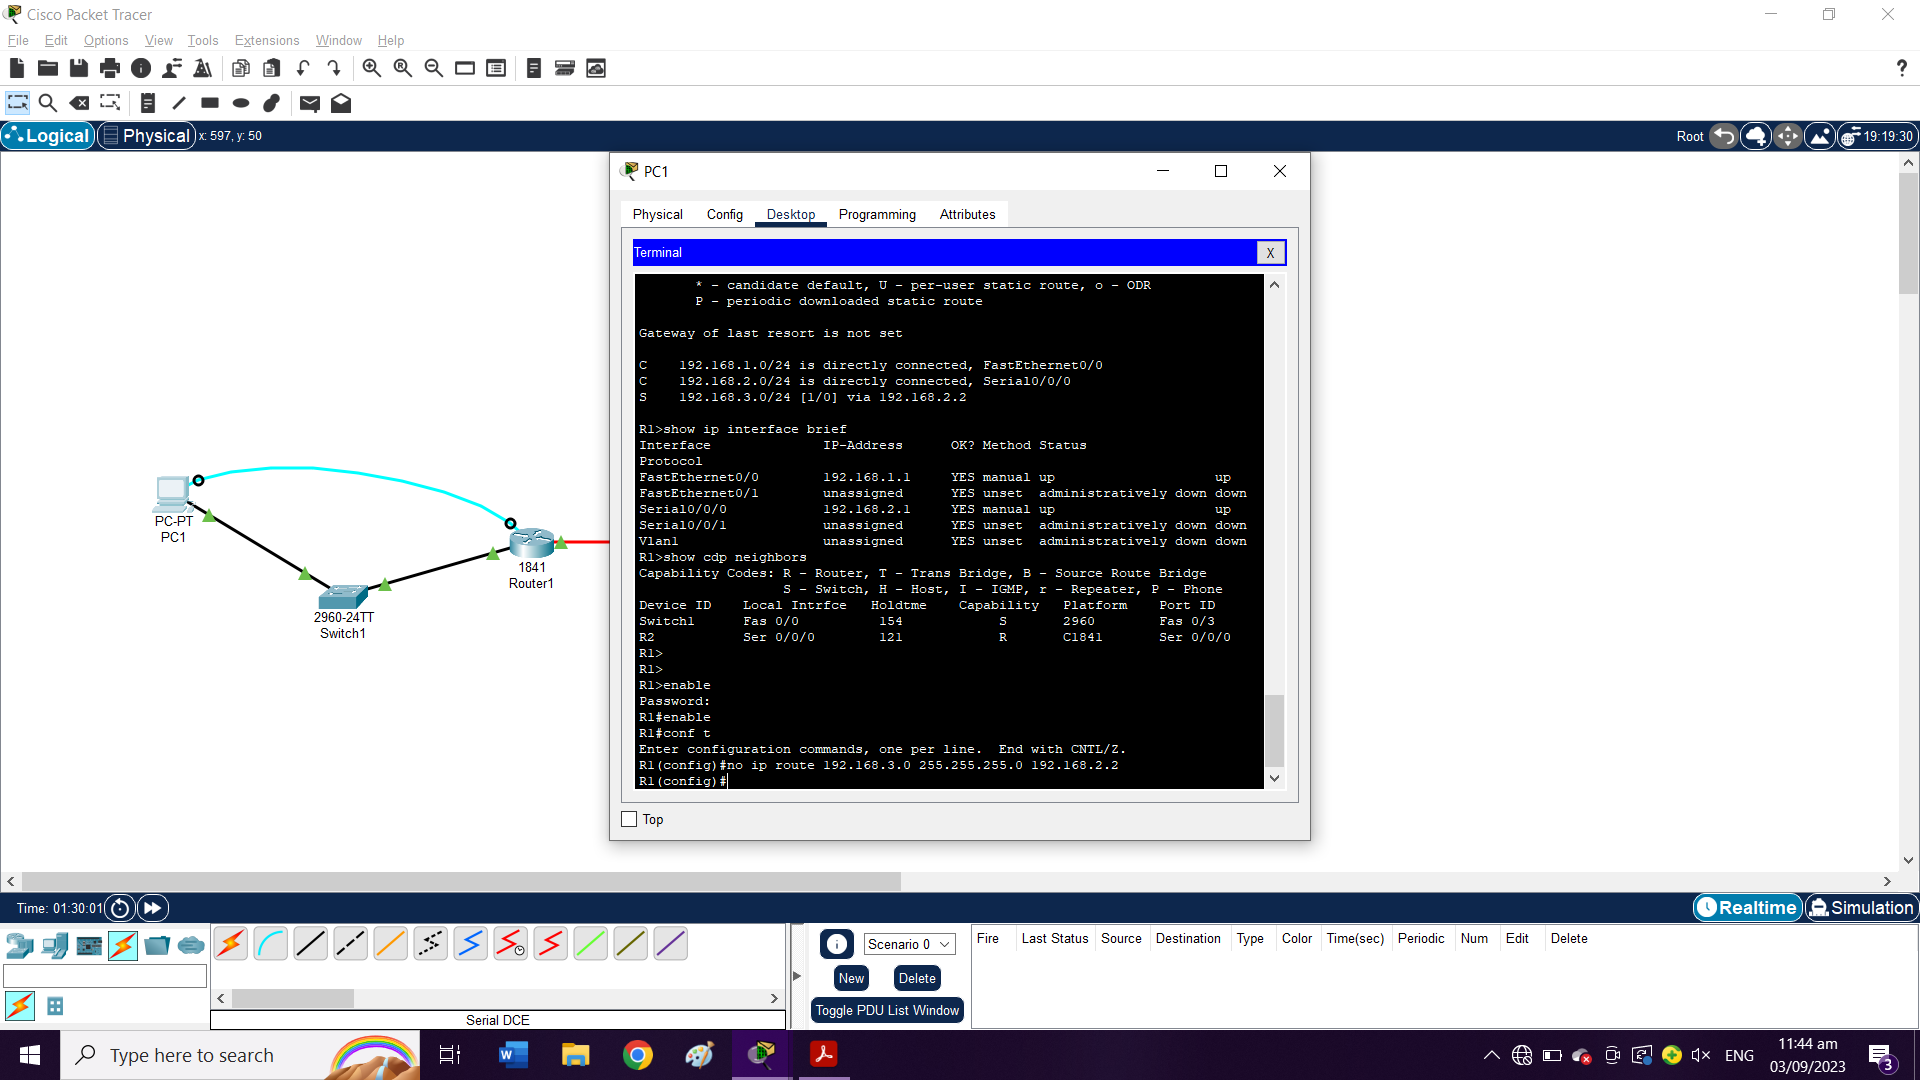 Cisco Packet Tracer
File Edit Options View Tools Extensions Window Help
?
Logical Physical x: 597, y: 50 Root 19:19:30
PC1
Physical Config Desktop Programming Attributes
Terminal X
* - candidate default, U - per-user static route, o - ODR
P - periodic downloaded static route
Gateway of last resort is not set
C 192.168.1.0/24 is directly connected, FastEthernet0/0
C 192.168.2.0/24 is directly connected, Serial0/0/0
S 192.168.3.0/24 [1/0] via 192.168.2.2
R1>show ip interface brief
Interface IP-Address OK? Method Status
Protocol
FastEthernet0/0 192.168.1.1 YES manual up up
FastEthernet0/1 unassigned YES unset administratively down down
Serial0/0/0 192.168.2.1 YES manual up up
Serial0/0/1 unassigned YES unset administratively down down
Vlan1 unassigned YES unset administratively down down
R1>show cdp neighbors
Capability Codes: R - Router, T - Trans Bridge, B - Source Route Bridge
S - Switch, H - Host, I - IGMP, r - Repeater, P - Phone
Device ID Local Intrfce Holdtme Capability Platform Port ID
Switch1 Fas 0/0 154 S 2960 Fas 0/3
R2 Ser 0/0/0 121 R C1841 Ser 0/0/0
R1>
R1>
R1>enable
Password:
R1#enable
R1#conf t
Enter configuration commands, one per line. End with CNTL/Z.
R1(config)#no ip route 192.168.3.0 255.255.255.0 192.168.2.2
R1(config)#
Top
PC-PT
PC1
1841
Router1
2960-24TT
Switch1
Time: 01:30:01 Realtime Simulation
Scenario 0
New Delete
Toggle PDU List Window
Fire Last Status Source Destination Type Color Time(sec) Periodic Num Edit Delete
Serial DCE
Type here to search
ENG
11:44 am
03/09/2023
3